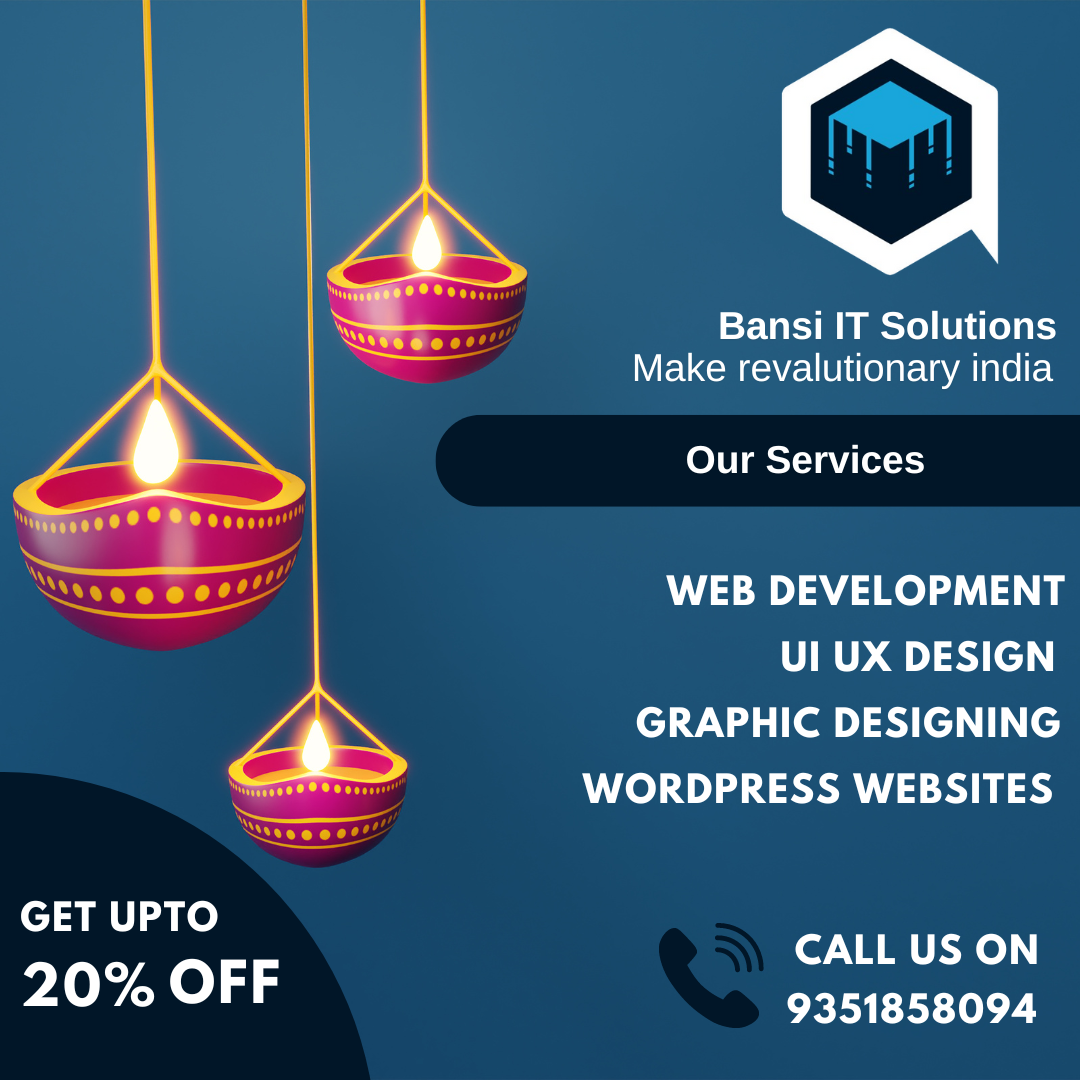 Bansi IT Solutions
Make revalutionary india
Our Services
WEB DEVELOPMENT
UI UX DESIGN
GRAPHIC DESIGNING
WORDPRESS WEBSITES
GET UPTO
20% OFF
CALL US ON
9351858094